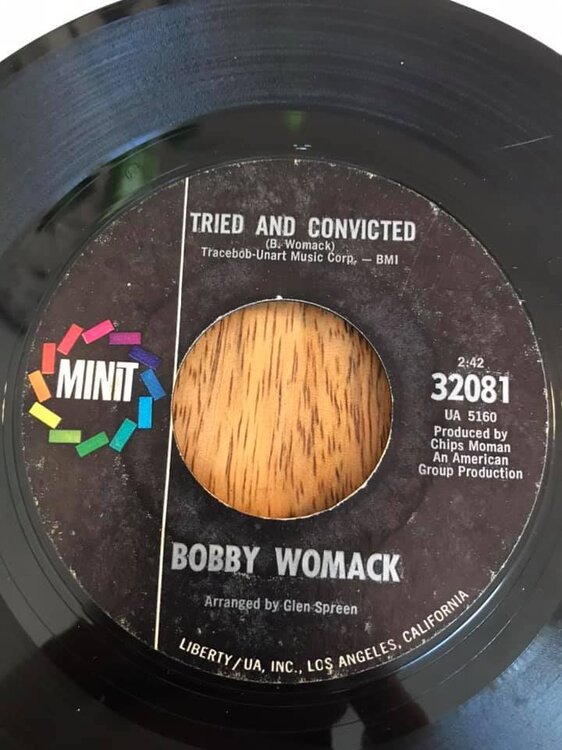 TRIED AND CONVICTED
(B. Womack)
Tracebob-Unart Music Corp. — BMI
MINIT
2:42
32081
UA 5160
Produced by
Chips Moman
An American
Group Production
BOBBY WOMACK
Arranged by Glen Spreen
LIBERTY/UA, INC., LOS ANGELES, CALIFORNIA